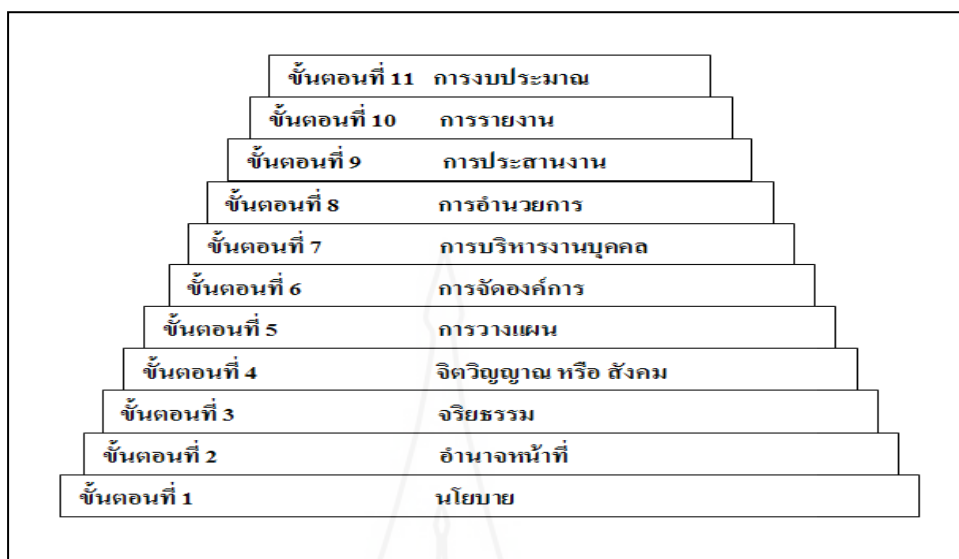 ขั้นตอนที่ 11 การงบประมาณ
ขั้นตอนที่ 10 การรายงาน
ขั้นตอนที่ 9 การประสานงาน
ขั้นตอนที่ 8 การอำนวยการ
ขั้นตอนที่ 7 การบริหารงานบุคคล
ขั้นตอนที่ 6 การจัดองค์การ
ขั้นตอนที่ 5 การวางแผน
ขั้นตอนที่ 4 จิตวิญญาณ หรือ สังคม
ขั้นตอนที่ 3 จริยธรรม
ขั้นตอนที่ 2 อำนาจหน้าที่
ขั้นตอนที่ 1 นโยบาย